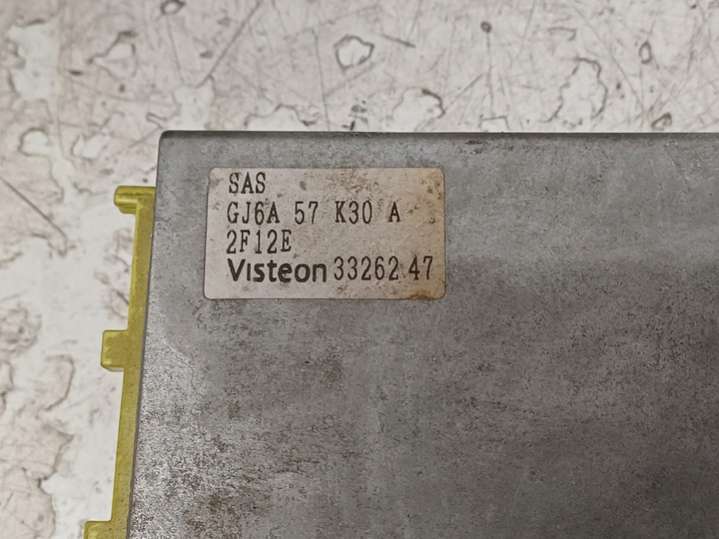 SAS
GJ6A 57 K30 A
2F12E
Visteon 33262 47